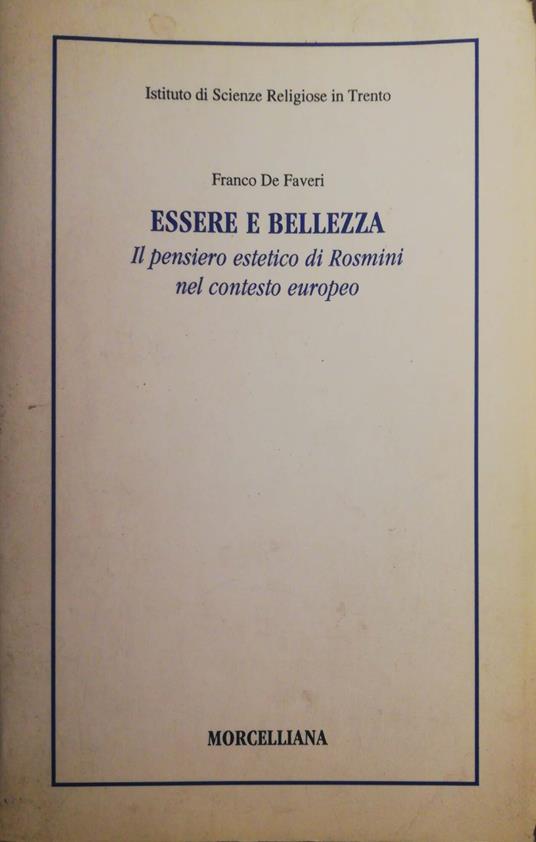 Istituto di Scienze Religiose in Trento
Franco De Faveri
ESSERE E BELLEZZA
Il pensiero estetico di Rosmini
nel contesto europeo
MORCELLIANA